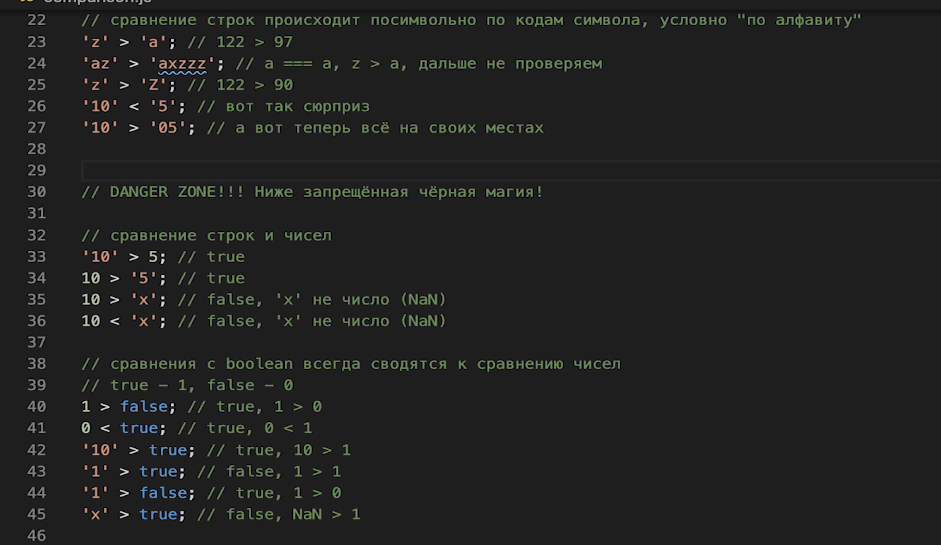 comparison.js
22 // сравнение строк происходит посимвольно по кодам символа, условно "по алфавиту"
23 'z' > 'a'; // 122 > 97
24 'az' > 'axzzz'; // a === a, z > a, дальше не проверяем
25 'z' > 'Z'; // 122 > 90
26 '10' < '5'; // вот так сюрприз
27 '10' > '05'; // а вот теперь всё на своих местах
28
29
30 // DANGER ZONE!!! Ниже запрещённая чёрная магия!
31
32 // сравнение строк и чисел
33 '10' > 5; // true
34 10 > '5'; // true
35 10 > 'x'; // false, 'x' не число (NaN)
36 10 < 'x'; // false, 'x' не число (NaN)
37
38 // сравнения с boolean всегда сводятся к сравнению чисел
39 // true – 1, false – 0
40 1 > false; // true, 1 > 0
41 0 < true; // true, 0 < 1
42 '10' > true; // true, 10 > 1
43 '1' > true; // false, 1 > 1
44 '1' > false; // true, 1 > 0
45 'x' > true; // false, NaN > 1
46